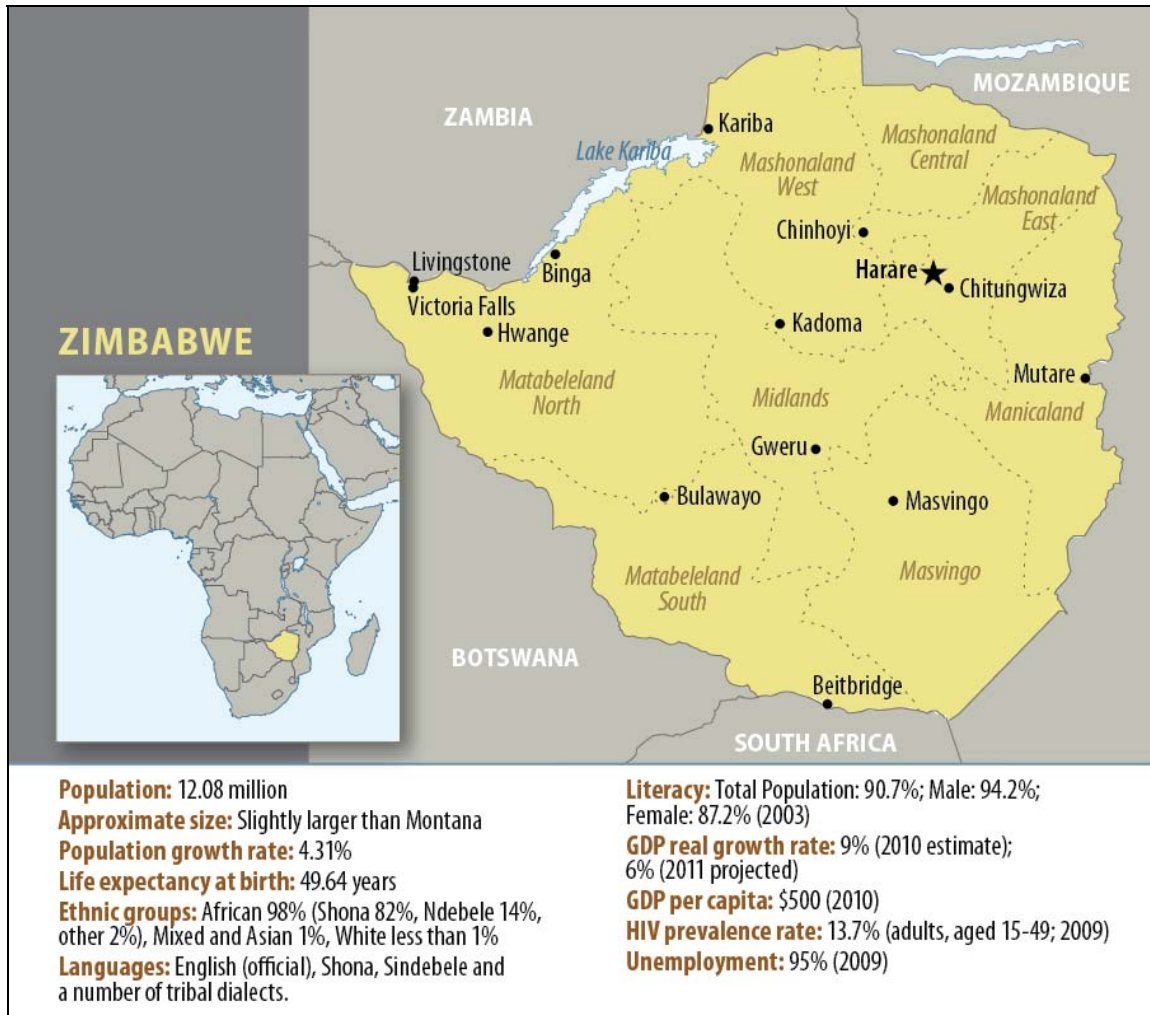 MOZAMBIQUE
ZAMBIA
Kariba
Lake Kariba
Mashonaland
Central
Mashonaland
West
Mashonaland
East
Chinhoyi
Livingstone
Binga
Harare
Victoria Falls
Chitungwiza
ZIMBABWE
Hwange
Kadoma
Matabeleland
North
Midlands
Mutare
Manicaland
Gweru
Bulawayo
Masvingo
Matabeleland
South
Masvingo
BOTSWANA
Beitbridge
SOUTH AFRICA
Population: 12.08 million
Approximate size: Slightly larger than Montana
Population growth rate: 4.31%
Life expectancy at birth: 49.64 years
Ethnic groups: African 98% (Shona 82%, Ndebele 14%,
other 2%), Mixed and Asian 1%, White less than 1%
Languages: English (official), Shona, Sindebele and
a number of tribal dialects.
Literacy: Total Population: 90.7%; Male: 94.2%;
Female: 87.2% (2003)
GDP real growth rate: 9% (2010 estimate);
6% (2011 projected)
GDP per capita: $500 (2010)
HIV prevalence rate: 13.7% (adults, aged 15-49; 2009)
Unemployment: 95% (2009)